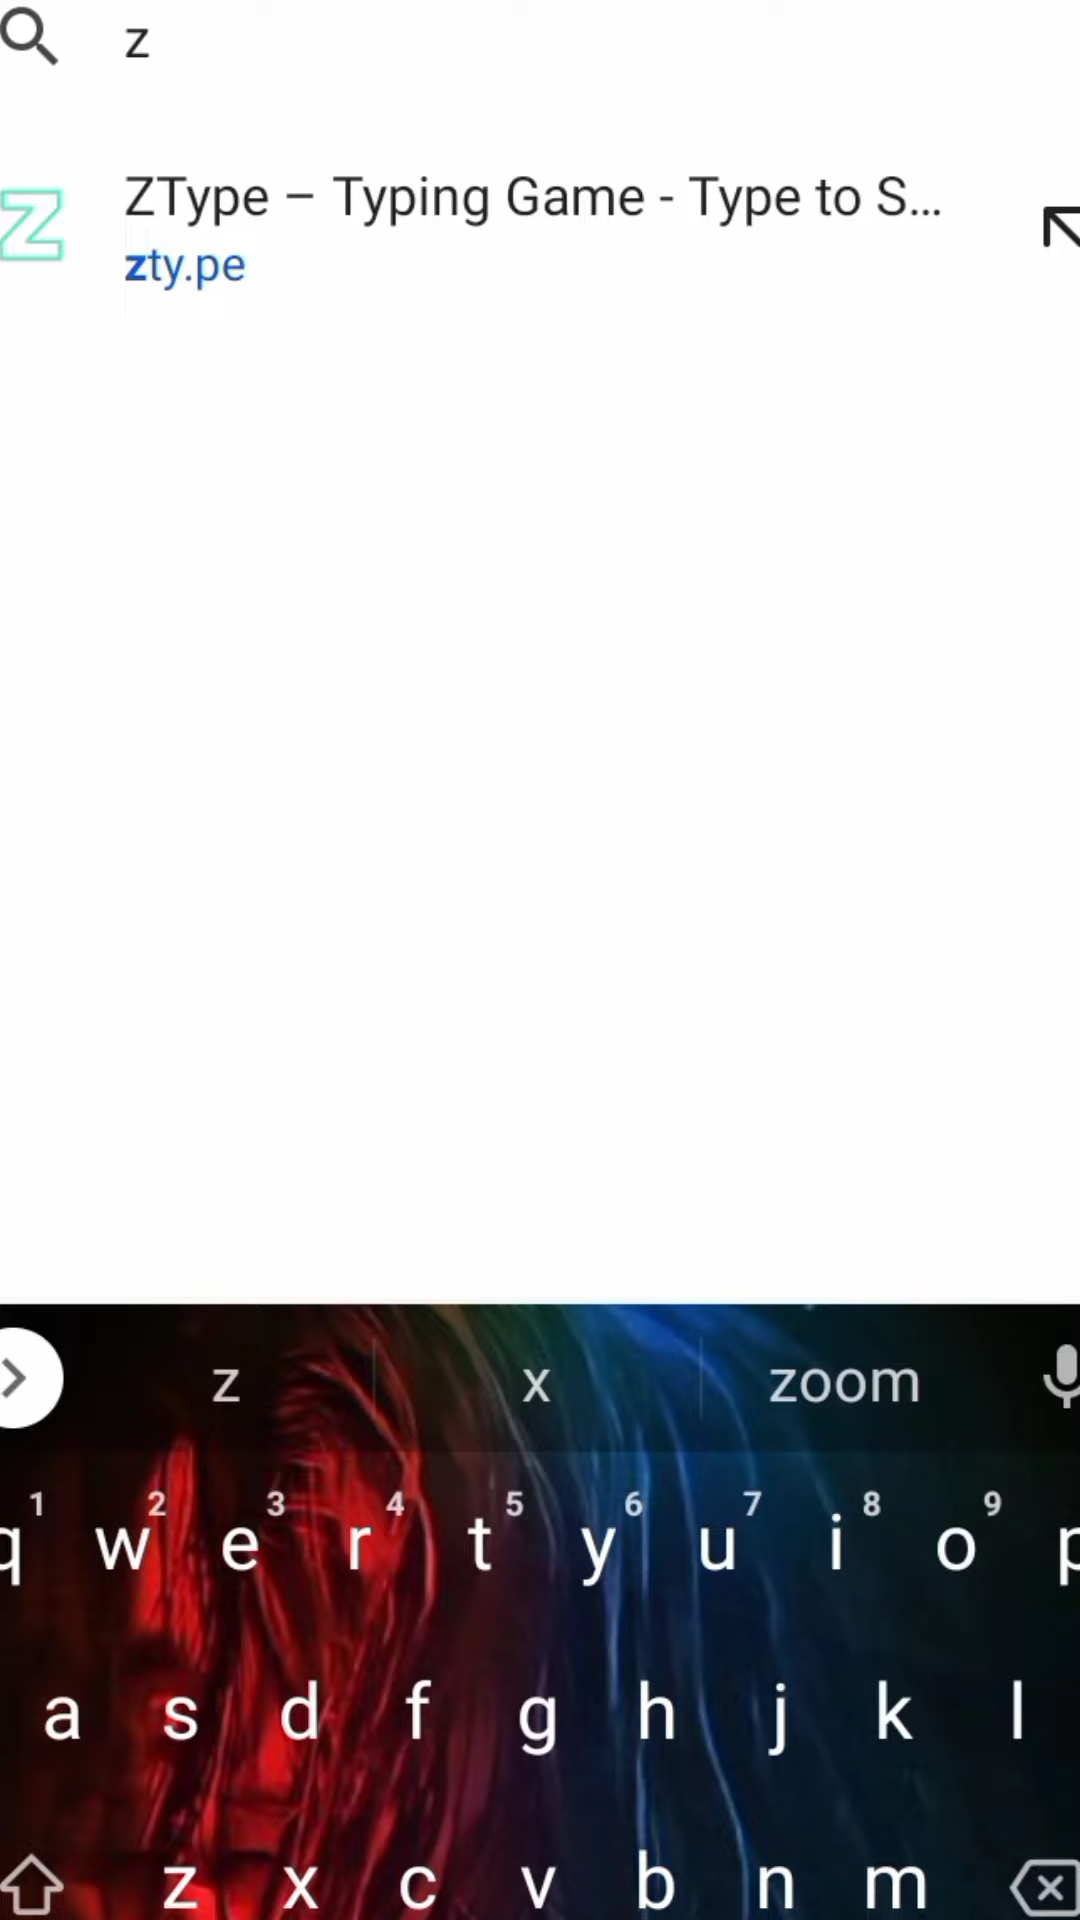 z
Z
ZType – Typing Game - Type to S...
zty.pe
z x zoom
1 2 3 4 5 6 7 8 9
q w e r t y u i o p
a s d f g h j k l
z x c v b n m